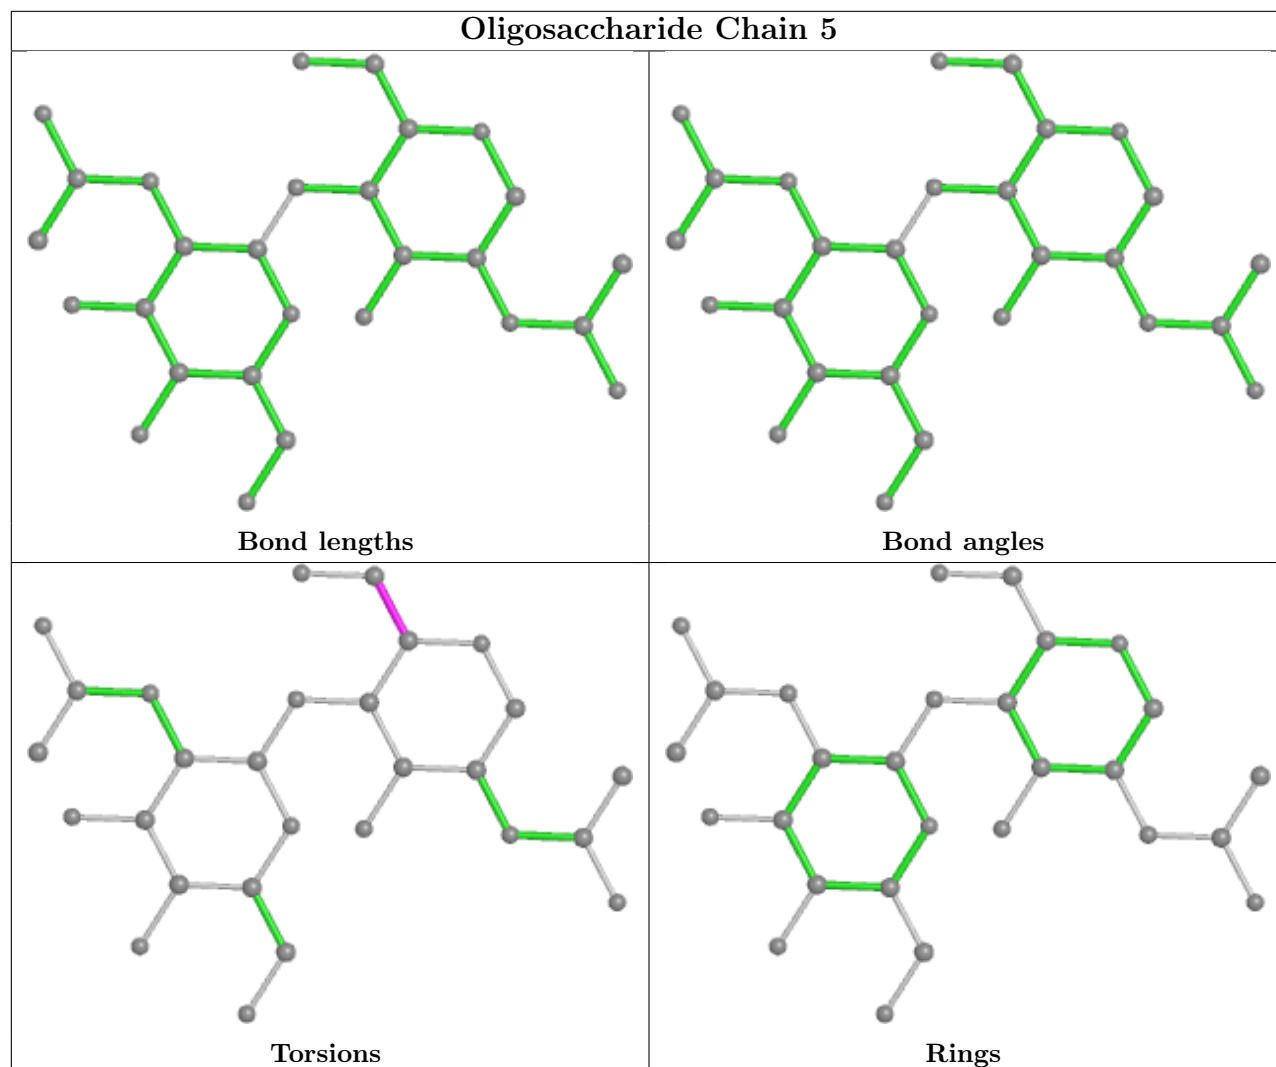 Oligosaccharide Chain 5
Bond lengths
Bond angles
Torsions
Rings